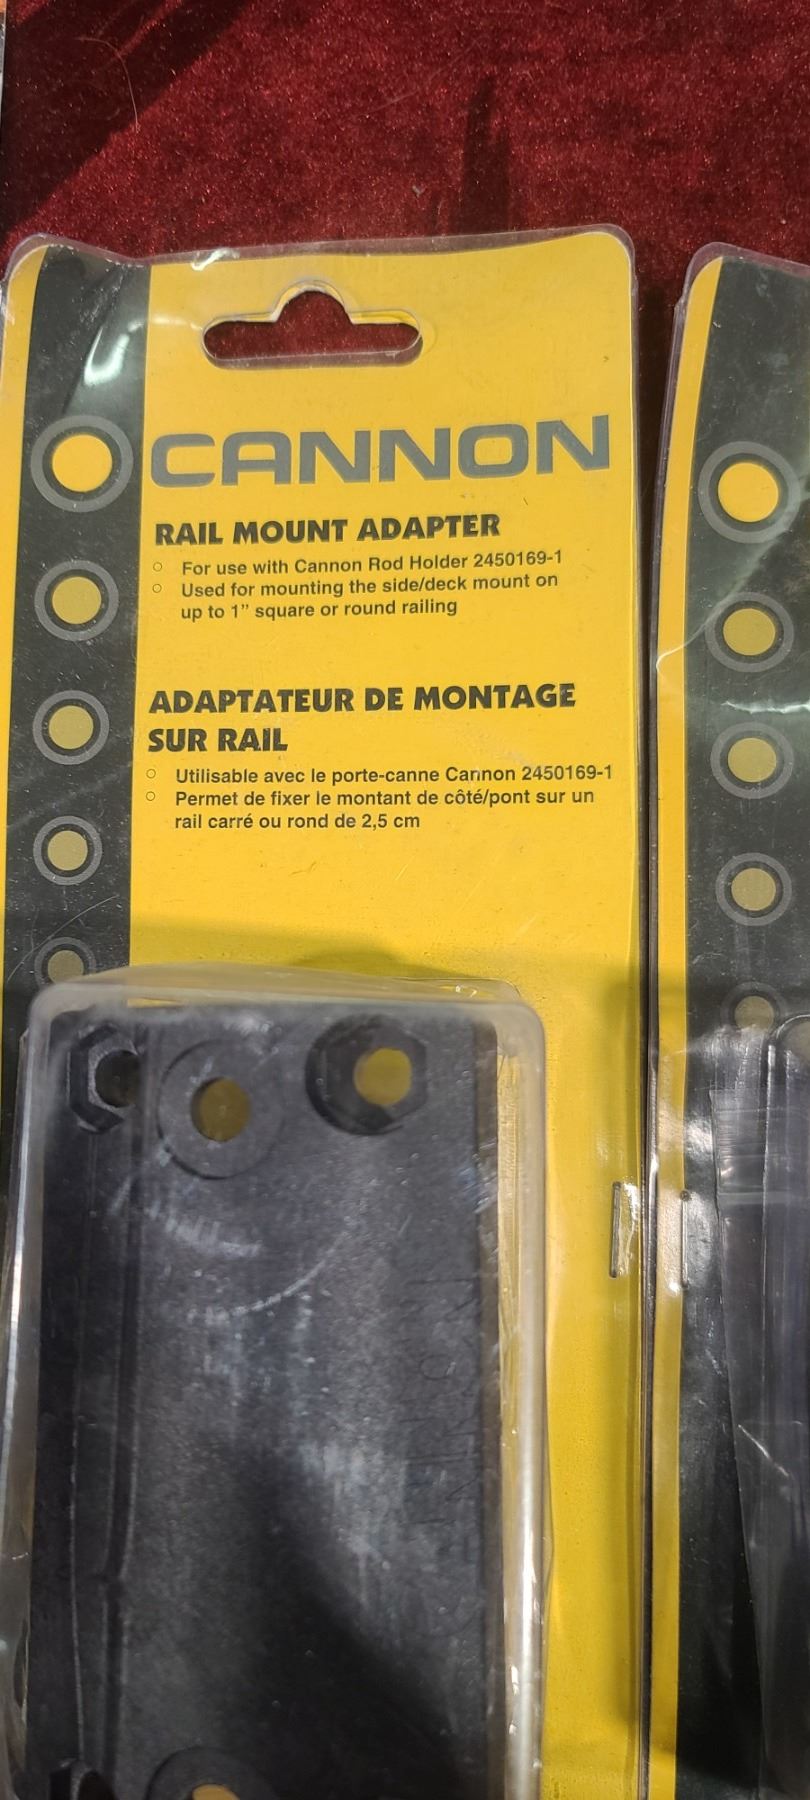 CANNON
RAIL MOUNT ADAPTER
○ For use with Cannon Rod Holder 2450169-1
○ Used for mounting the side/deck mount on
up to 1” square or round railing
ADAPTATEUR DE MONTAGE
SUR RAIL
○ Utilisable avec le porte-canne Cannon 2450169-1
○ Permet de fixer le montant de côté/pont sur un
rail carré ou rond de 2,5 cm